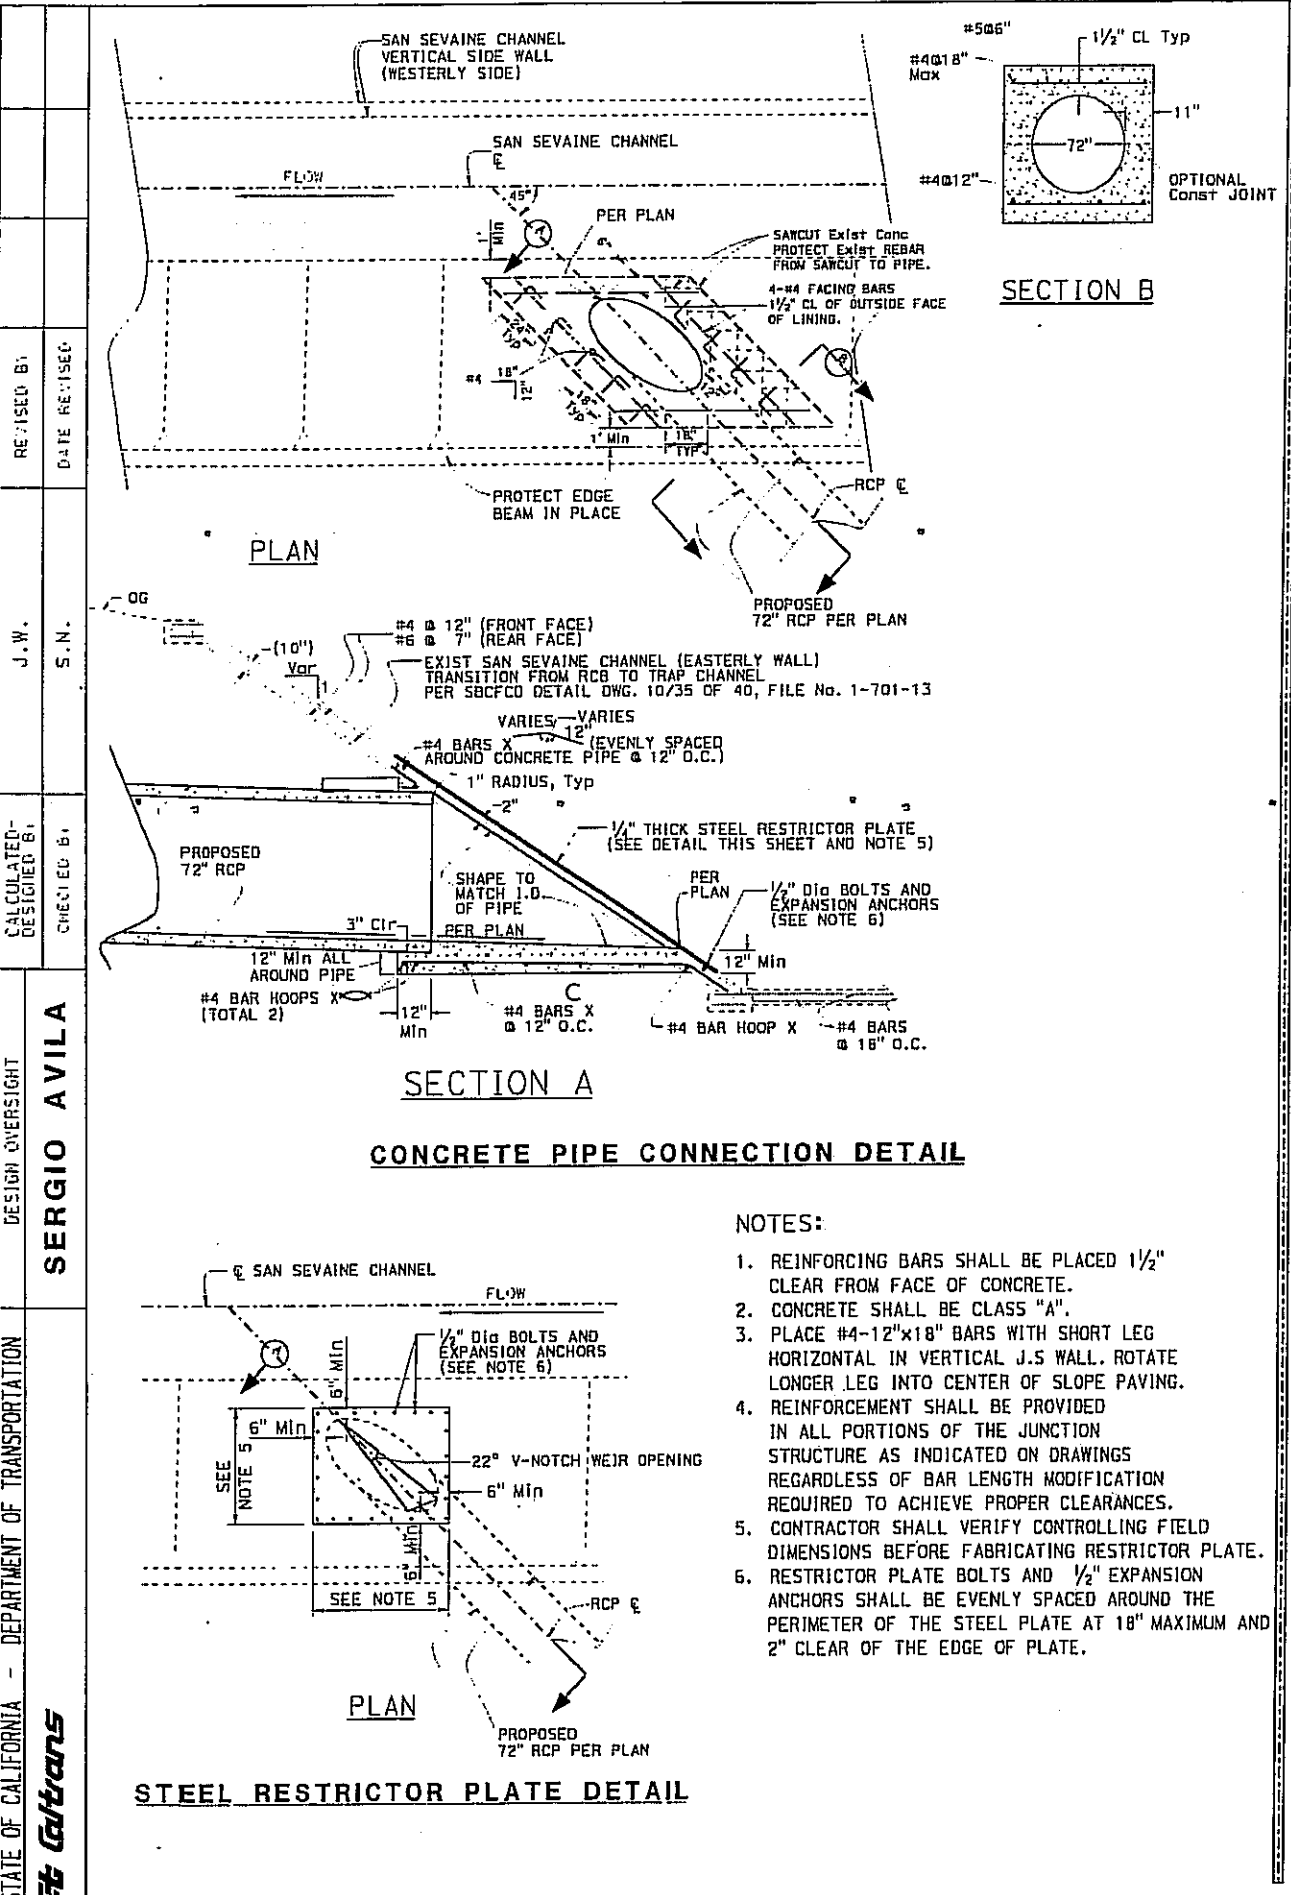 SAN SEVAINE CHANNEL
VERTICAL SIDE WALL
(WESTERLY SIDE)
SAN SEVAINE CHANNEL
℄
FLOW
45°
PER PLAN
1'
Min
A
SAWCUT Exist Conc
PROTECT Exist REBAR
FROM SAWCUT TO PIPE.
4-#4 FACING BARS
1½" CL OF OUTSIDE FACE
OF LINING.
24"
TYP
#4 18"
12"
18"
TYP
1' Min
18"
TYP
B
RCP ℄
PROTECT EDGE
BEAM IN PLACE
PLAN
PROPOSED
72" RCP PER PLAN
#5@6"
#4@18"
Max
1½" CL Typ
11"
72"
#4@12"
OPTIONAL
Const JOINT
SECTION B
OG
(10")
Var
1
#4 @ 12" (FRONT FACE)
#6 @ 7" (REAR FACE)
EXIST SAN SEVAINE CHANNEL (EASTERLY WALL)
TRANSITION FROM RCB TO TRAP CHANNEL
PER SBCFCD DETAIL DWG. 10/35 OF 40, FILE No. 1-701-13
VARIES VARIES
12"
#4 BARS X (EVENLY SPACED
AROUND CONCRETE PIPE @ 12" O.C.)
1" RADIUS, Typ
2"
¼" THICK STEEL RESTRICTOR PLATE
(SEE DETAIL THIS SHEET AND NOTE 5)
PROPOSED
72" RCP
SHAPE TO
MATCH I.D.
OF PIPE
PER
PLAN
½" Dia BOLTS AND
EXPANSION ANCHORS
(SEE NOTE 6)
3" Clr
PER PLAN
12" Min ALL
AROUND PIPE
12" Min
#4 BAR HOOPS X
(TOTAL 2)
12"
Min
C
#4 BARS X
@ 12" O.C.
#4 BAR HOOP X
#4 BARS
@ 18" O.C.
SECTION A
CONCRETE PIPE CONNECTION DETAIL
℄ SAN SEVAINE CHANNEL
FLOW
A
6" Min
½" Dia BOLTS AND
EXPANSION ANCHORS
(SEE NOTE 6)
6" Min
SEE
NOTE 5
22° V-NOTCH WEIR OPENING
6" Min
6" Min
SEE NOTE 5
RCP ℄
PLAN
PROPOSED
72" RCP PER PLAN
STEEL RESTRICTOR PLATE DETAIL
NOTES:
1. REINFORCING BARS SHALL BE PLACED 1½"
CLEAR FROM FACE OF CONCRETE.
2. CONCRETE SHALL BE CLASS "A".
3. PLACE #4-12"x18" BARS WITH SHORT LEG
HORIZONTAL IN VERTICAL J.S WALL. ROTATE
LONGER LEG INTO CENTER OF SLOPE PAVING.
4. REINFORCEMENT SHALL BE PROVIDED
IN ALL PORTIONS OF THE JUNCTION
STRUCTURE AS INDICATED ON DRAWINGS
REGARDLESS OF BAR LENGTH MODIFICATION
REQUIRED TO ACHIEVE PROPER CLEARANCES.
5. CONTRACTOR SHALL VERIFY CONTROLLING FIELD
DIMENSIONS BEFORE FABRICATING RESTRICTOR PLATE.
6. RESTRICTOR PLATE BOLTS AND ½" EXPANSION
ANCHORS SHALL BE EVENLY SPACED AROUND THE
PERIMETER OF THE STEEL PLATE AT 18" MAXIMUM AND
2" CLEAR OF THE EDGE OF PLATE.
REVISED BY
DATE REVISED
J.W.
S.N.
CALCULATED-
DESIGNED BY
CHECKED BY
DESIGN OVERSIGHT
SERGIO AVILA
STATE OF CALIFORNIA - DEPARTMENT OF TRANSPORTATION
Caltrans